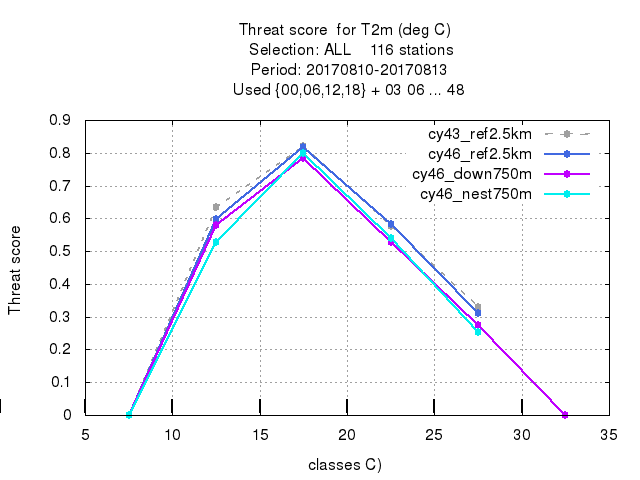 Threat score for T2m (deg C)
Selection: ALL 116 stations
Period: 20170810-20170813
Used {00,06,12,18} + 03 06 ... 48
cy43_ref2.5km
cy46_ref2.5km
cy46_down750m
cy46_nest750m
Threat score
0.9
0.8
0.7
0.6
0.5
0.4
0.3
0.2
0.1
0
5 10 15 20 25 30 35
classes C)